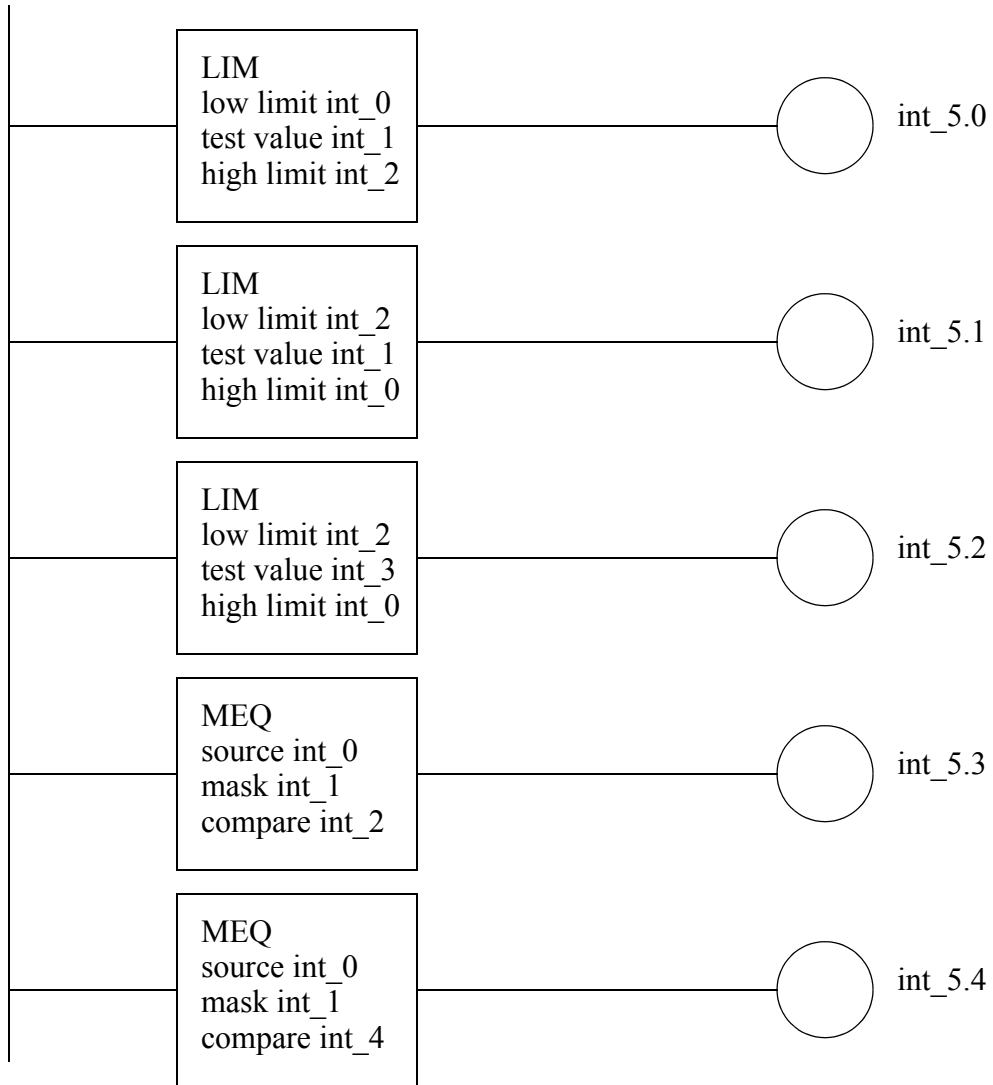 LIM
low limit int_0
test value int_1
high limit int_2
int_5.0
LIM
low limit int_2
test value int_1
high limit int_0
int_5.1
LIM
low limit int_2
test value int_3
high limit int_0
int_5.2
MEQ
source int_0
mask int_1
compare int_2
int_5.3
MEQ
source int_0
mask int_1
compare int_4
int_5.4